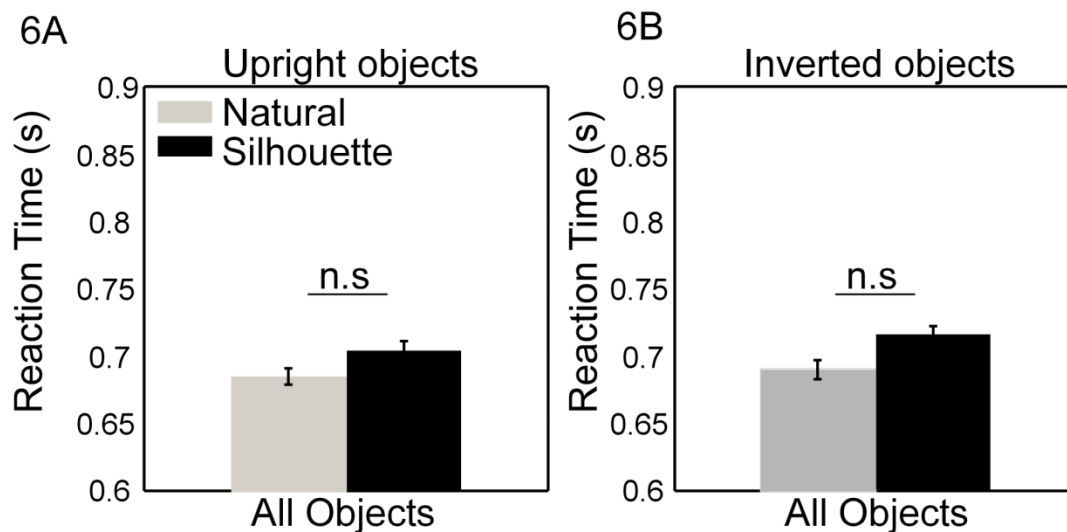 6A
Upright objects
Reaction Time (s)
0.9
0.85
0.8
0.75
0.7
0.65
0.6
Natural
Silhouette
n.s
All Objects
6B
Inverted objects
Reaction Time (s)
0.9
0.85
0.8
0.75
0.7
0.65
0.6
n.s
All Objects